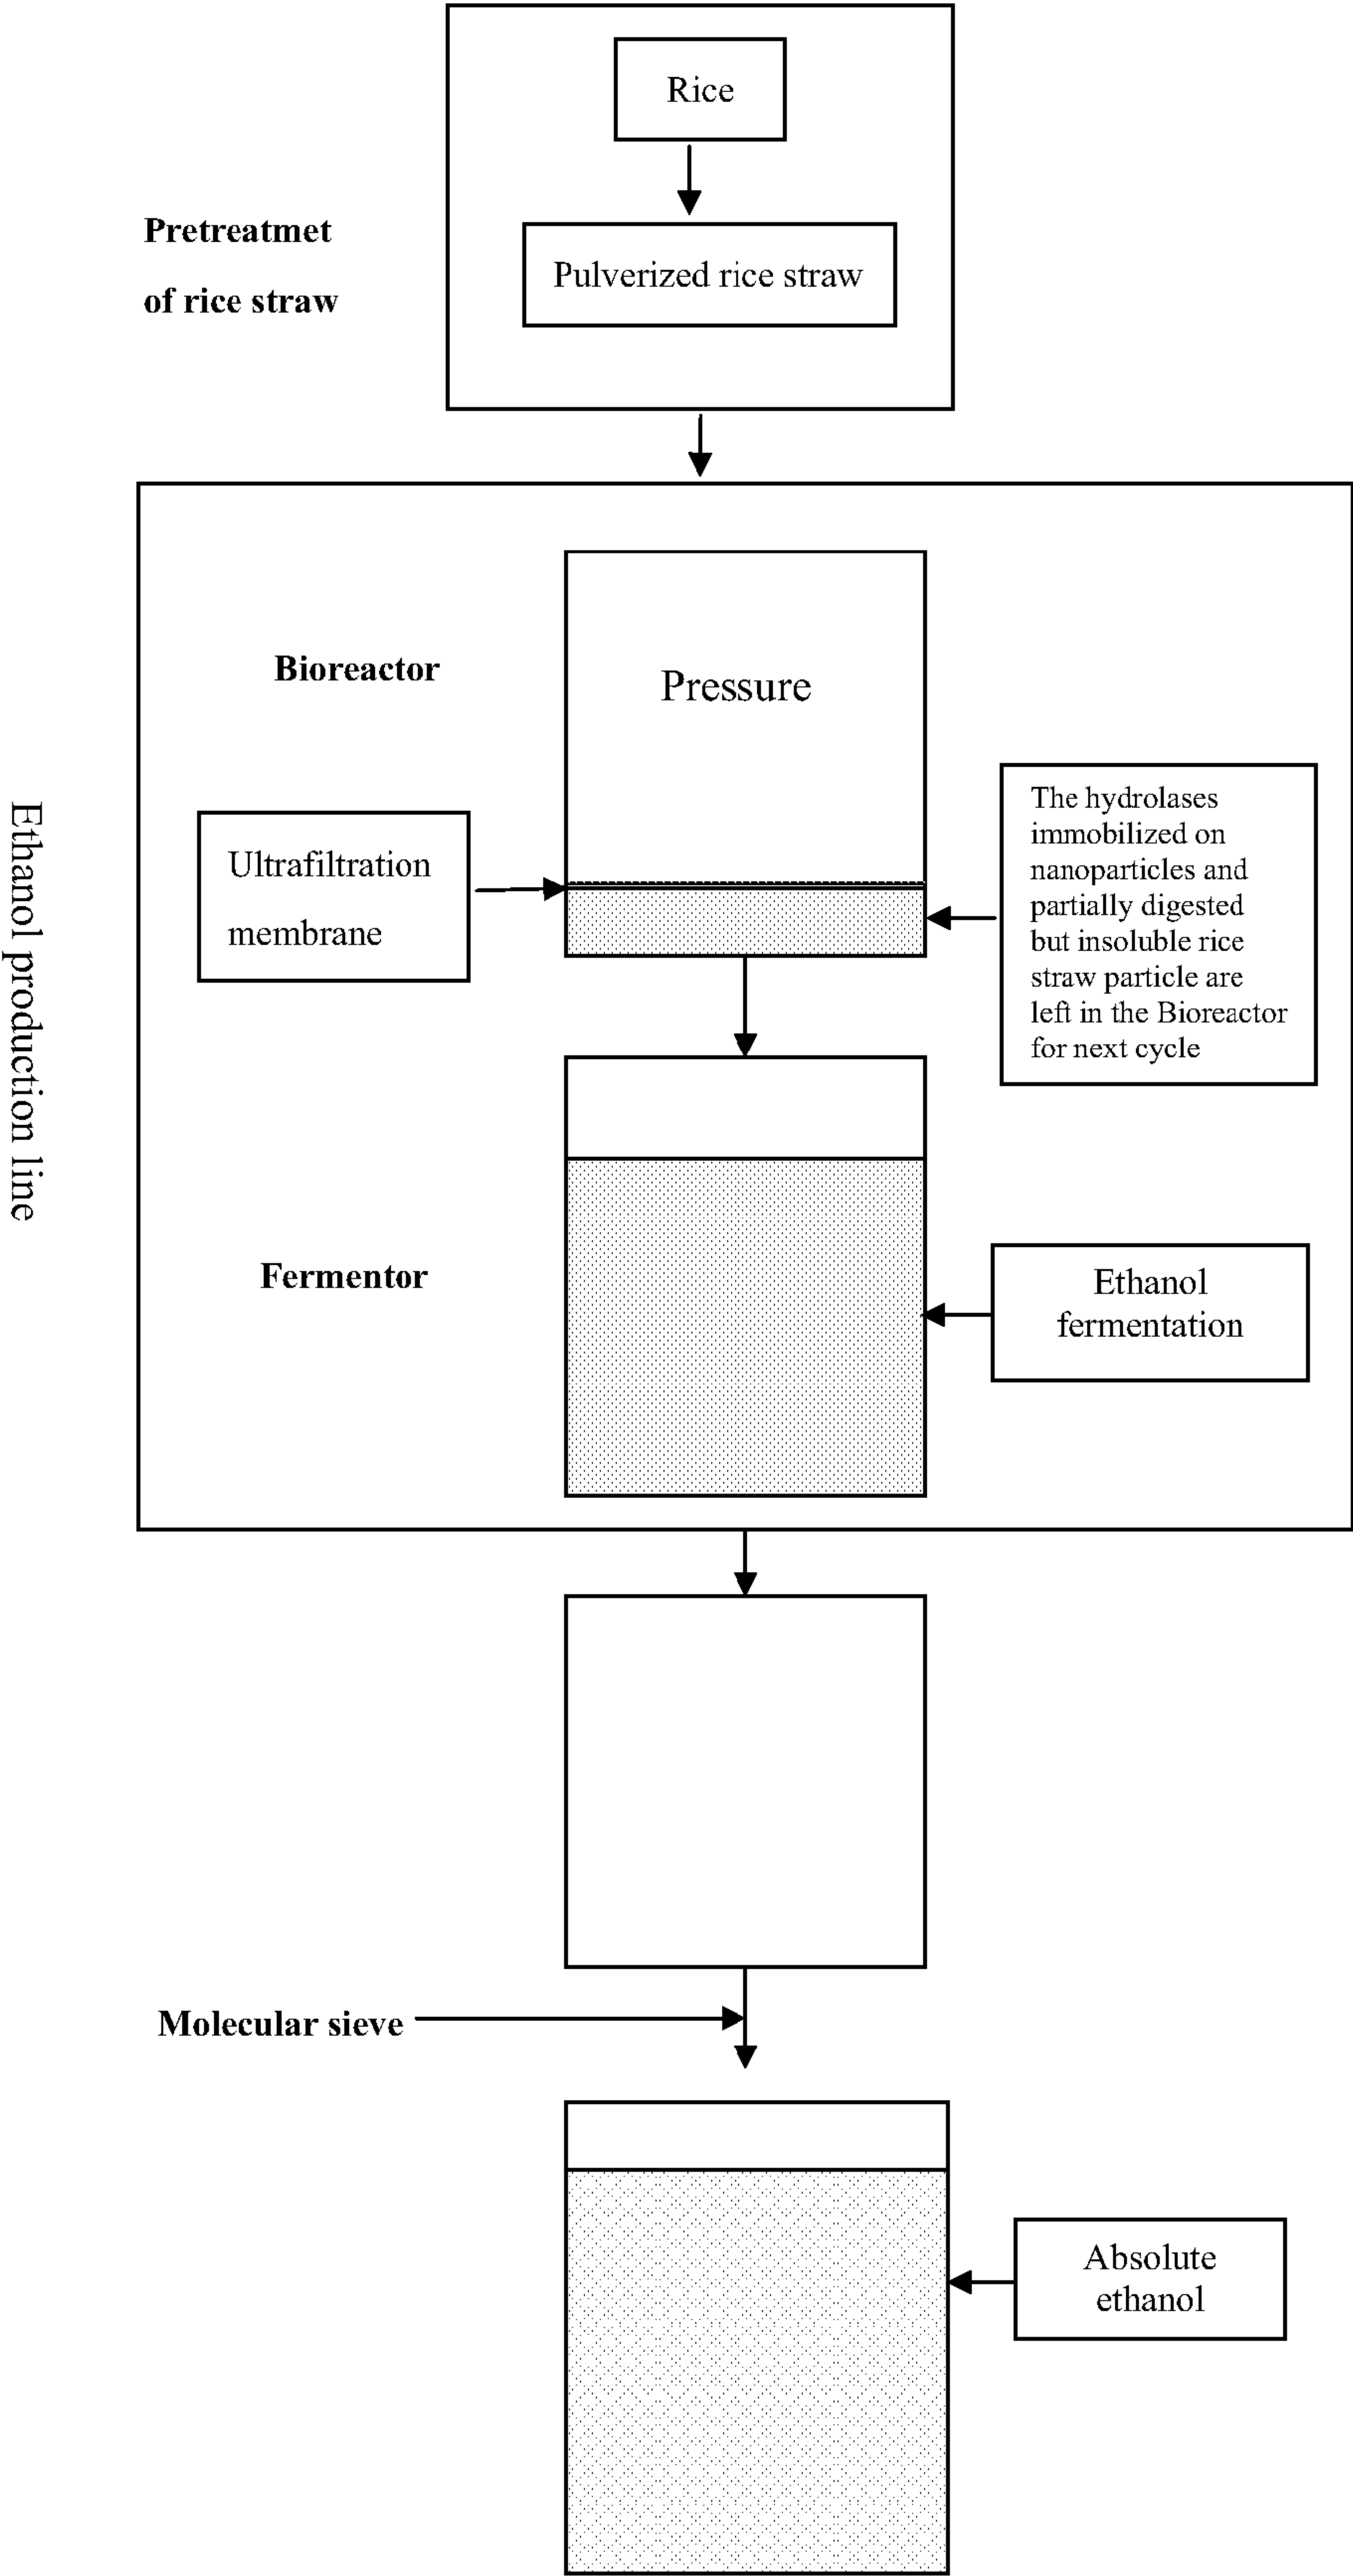 Rice
Pretreatmet
of rice straw
Pulverized rice straw
Bioreactor
Pressure
Ultrafiltration
membrane
The hydrolases
immobilized on
nanoparticles and
partially digested
but insoluble rice
straw particle are
left in the Bioreactor
for next cycle
Ethanol production line
Fermentor
Ethanol
fermentation
Molecular sieve
Absolute
ethanol